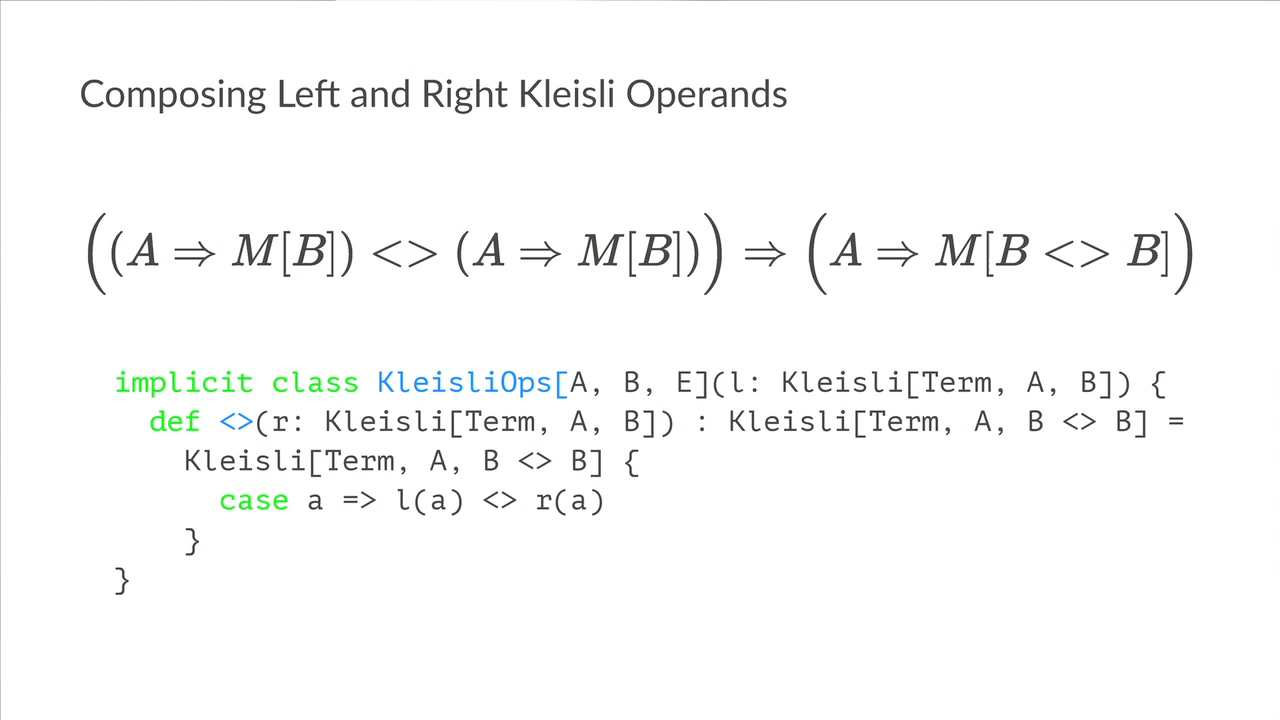 Composing Left and Right Kleisli Operands
((A ⇒ M[B]) <> (A ⇒ M[B])) ⇒ (A ⇒ M[B <> B])
implicit class KleisliOps[A, B, E](l: Kleisli[Term, A, B]) {
  def <>(r: Kleisli[Term, A, B]) : Kleisli[Term, A, B <> B] =
    Kleisli[Term, A, B <> B] {
      case a => l(a) <> r(a)
    }
}